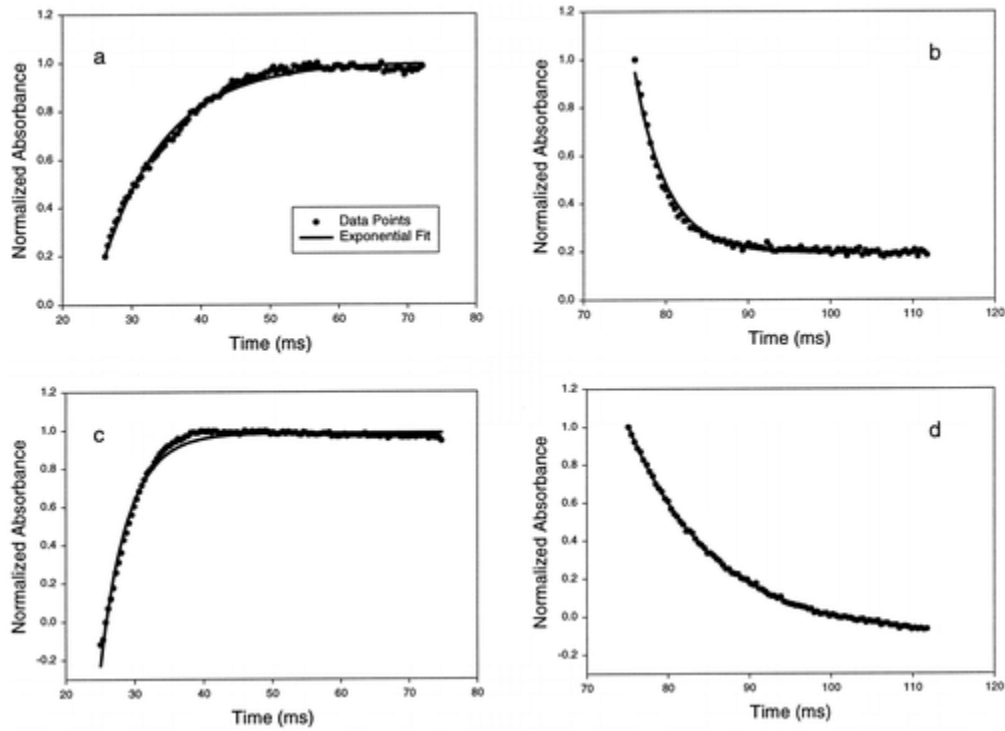 a
Normalized Absorbance
1.2
1.0
0.8
0.6
0.4
0.2
0.0
Data Points
Exponential Fit
20 30 40 50 60 70 80
Time (ms)
b
Normalized Absorbance
1.2
1.0
0.8
0.6
0.4
0.2
0.0
70 80 90 100 110 120
Time (ms)
c
Normalized Absorbance
1.2
1.0
0.8
0.6
0.4
0.2
0.0
-0.2
20 30 40 50 60 70 80
Time (ms)
d
Normalized Absorbance
1.2
1.0
0.8
0.6
0.4
0.2
0.0
-0.2
70 80 90 100 110 120
Time (ms)